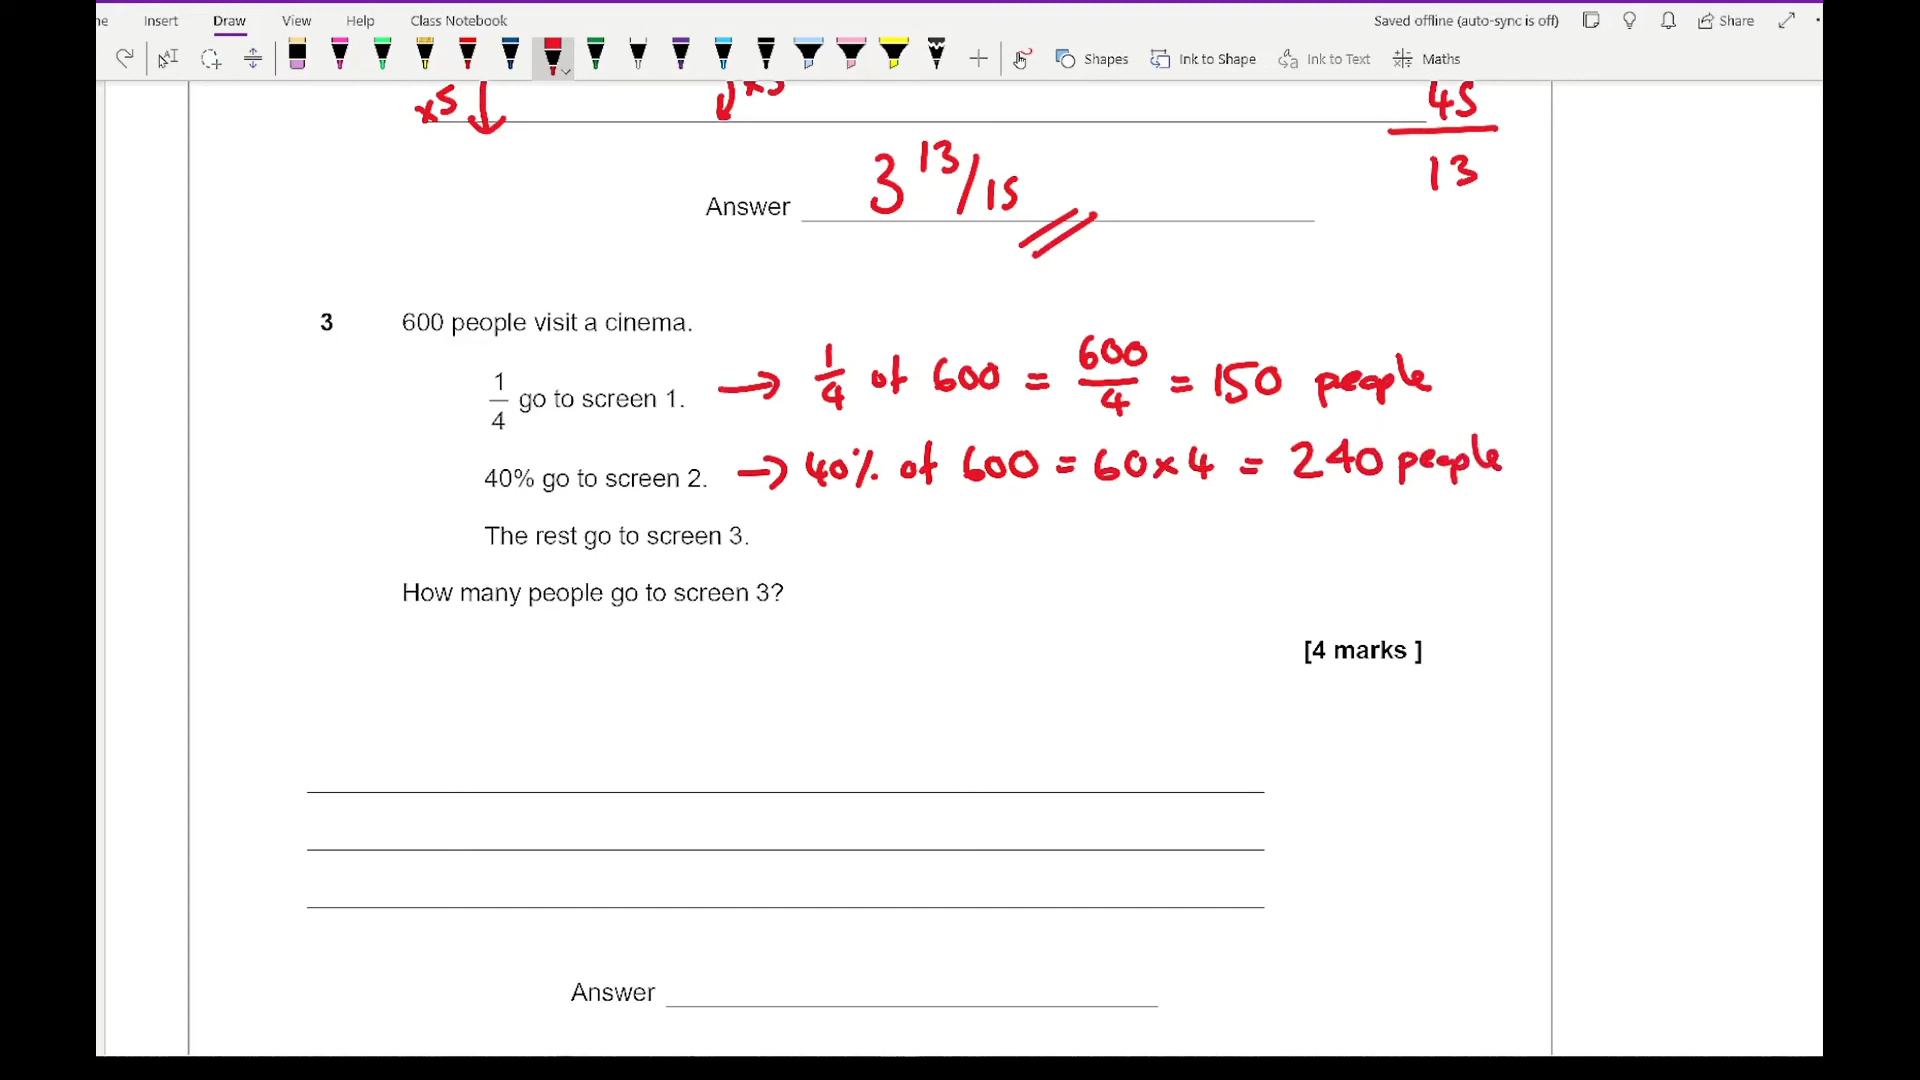 Insert Draw View Help Class Notebook Saved offline (auto-sync is off) Share
Shapes Ink to Shape Ink to Text Maths
x5 x5 45
13
3 13/15
Answer
3 600 people visit a cinema.
1/4 go to screen 1. → 1/4 of 600 = 600/4 = 150 people
40% go to screen 2. → 40% of 600 = 60 x 4 = 240 people
The rest go to screen 3.
How many people go to screen 3?
[4 marks ]
Answer